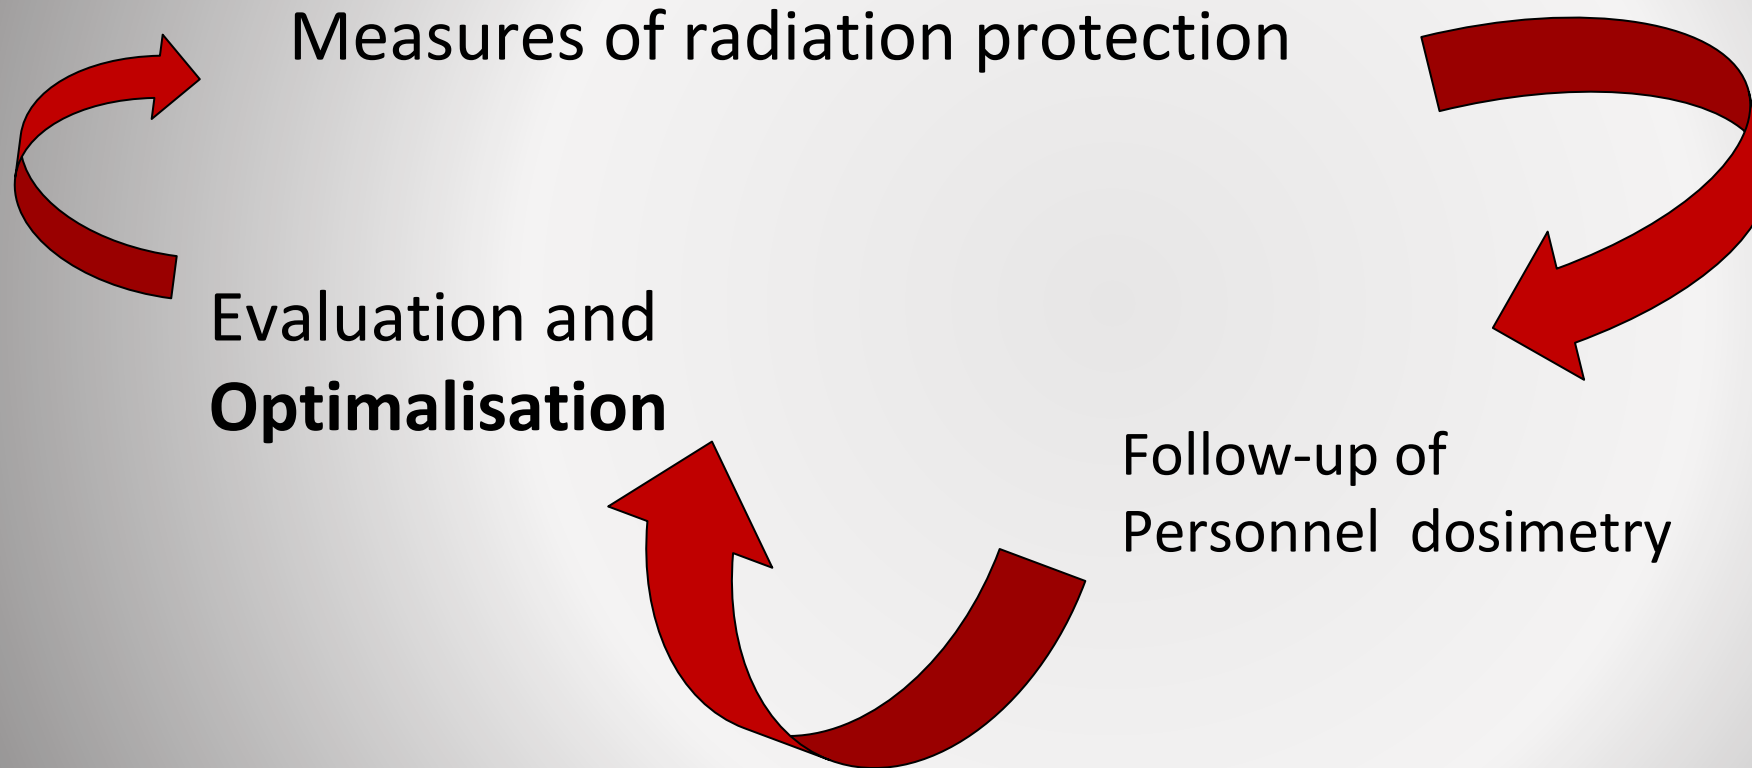 Measures of radiation protection
Evaluation and
Optimalisation
Follow-up of
Personnel  dosimetry